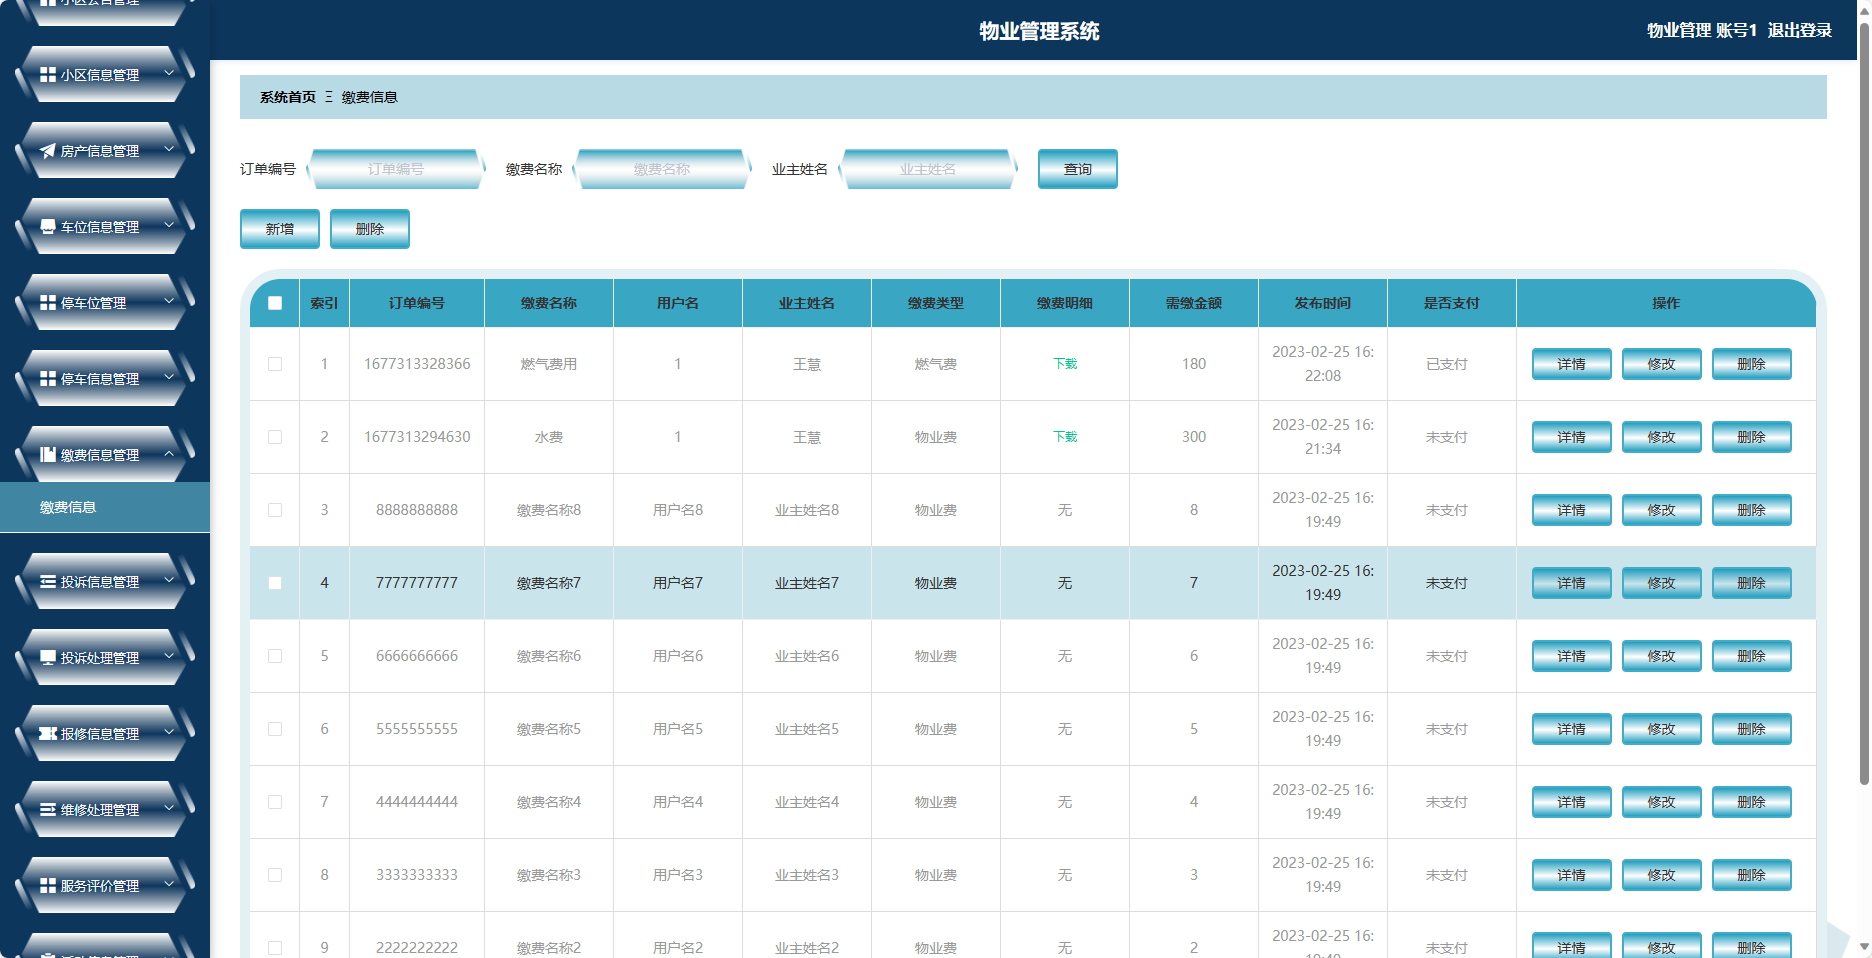 物业管理系统
物业管理 账号1 退出登录
小区公告管理
小区信息管理
房产信息管理
车位信息管理
停车位管理
停车信息管理
缴费信息管理
缴费信息
投诉信息管理
投诉处理管理
报修信息管理
维修处理管理
服务评价管理
系统首页 Ξ 缴费信息
订单编号 订单编号 缴费名称 缴费名称 业主姓名 业主姓名 查询
新增 删除
索引 订单编号 缴费名称 用户名 业主姓名 缴费类型 缴费明细 需缴金额 发布时间 是否支付 操作
1 1677313328366 燃气费用 1 王慧 燃气费 下载 180 2023-02-25 16:22:08 已支付 详情 修改 删除
2 1677313294630 水费 1 王慧 物业费 下载 300 2023-02-25 16:21:34 未支付 详情 修改 删除
3 8888888888 缴费名称8 用户名8 业主姓名8 物业费 无 8 2023-02-25 16:19:49 未支付 详情 修改 删除
4 7777777777 缴费名称7 用户名7 业主姓名7 物业费 无 7 2023-02-25 16:19:49 未支付 详情 修改 删除
5 6666666666 缴费名称6 用户名6 业主姓名6 物业费 无 6 2023-02-25 16:19:49 未支付 详情 修改 删除
6 5555555555 缴费名称5 用户名5 业主姓名5 物业费 无 5 2023-02-25 16:19:49 未支付 详情 修改 删除
7 4444444444 缴费名称4 用户名4 业主姓名4 物业费 无 4 2023-02-25 16:19:49 未支付 详情 修改 删除
8 3333333333 缴费名称3 用户名3 业主姓名3 物业费 无 3 2023-02-25 16:19:49 未支付 详情 修改 删除
9 2222222222 缴费名称2 用户名2 业主姓名2 物业费 无 2 2023-02-25 16: 未支付 详情 修改 删除